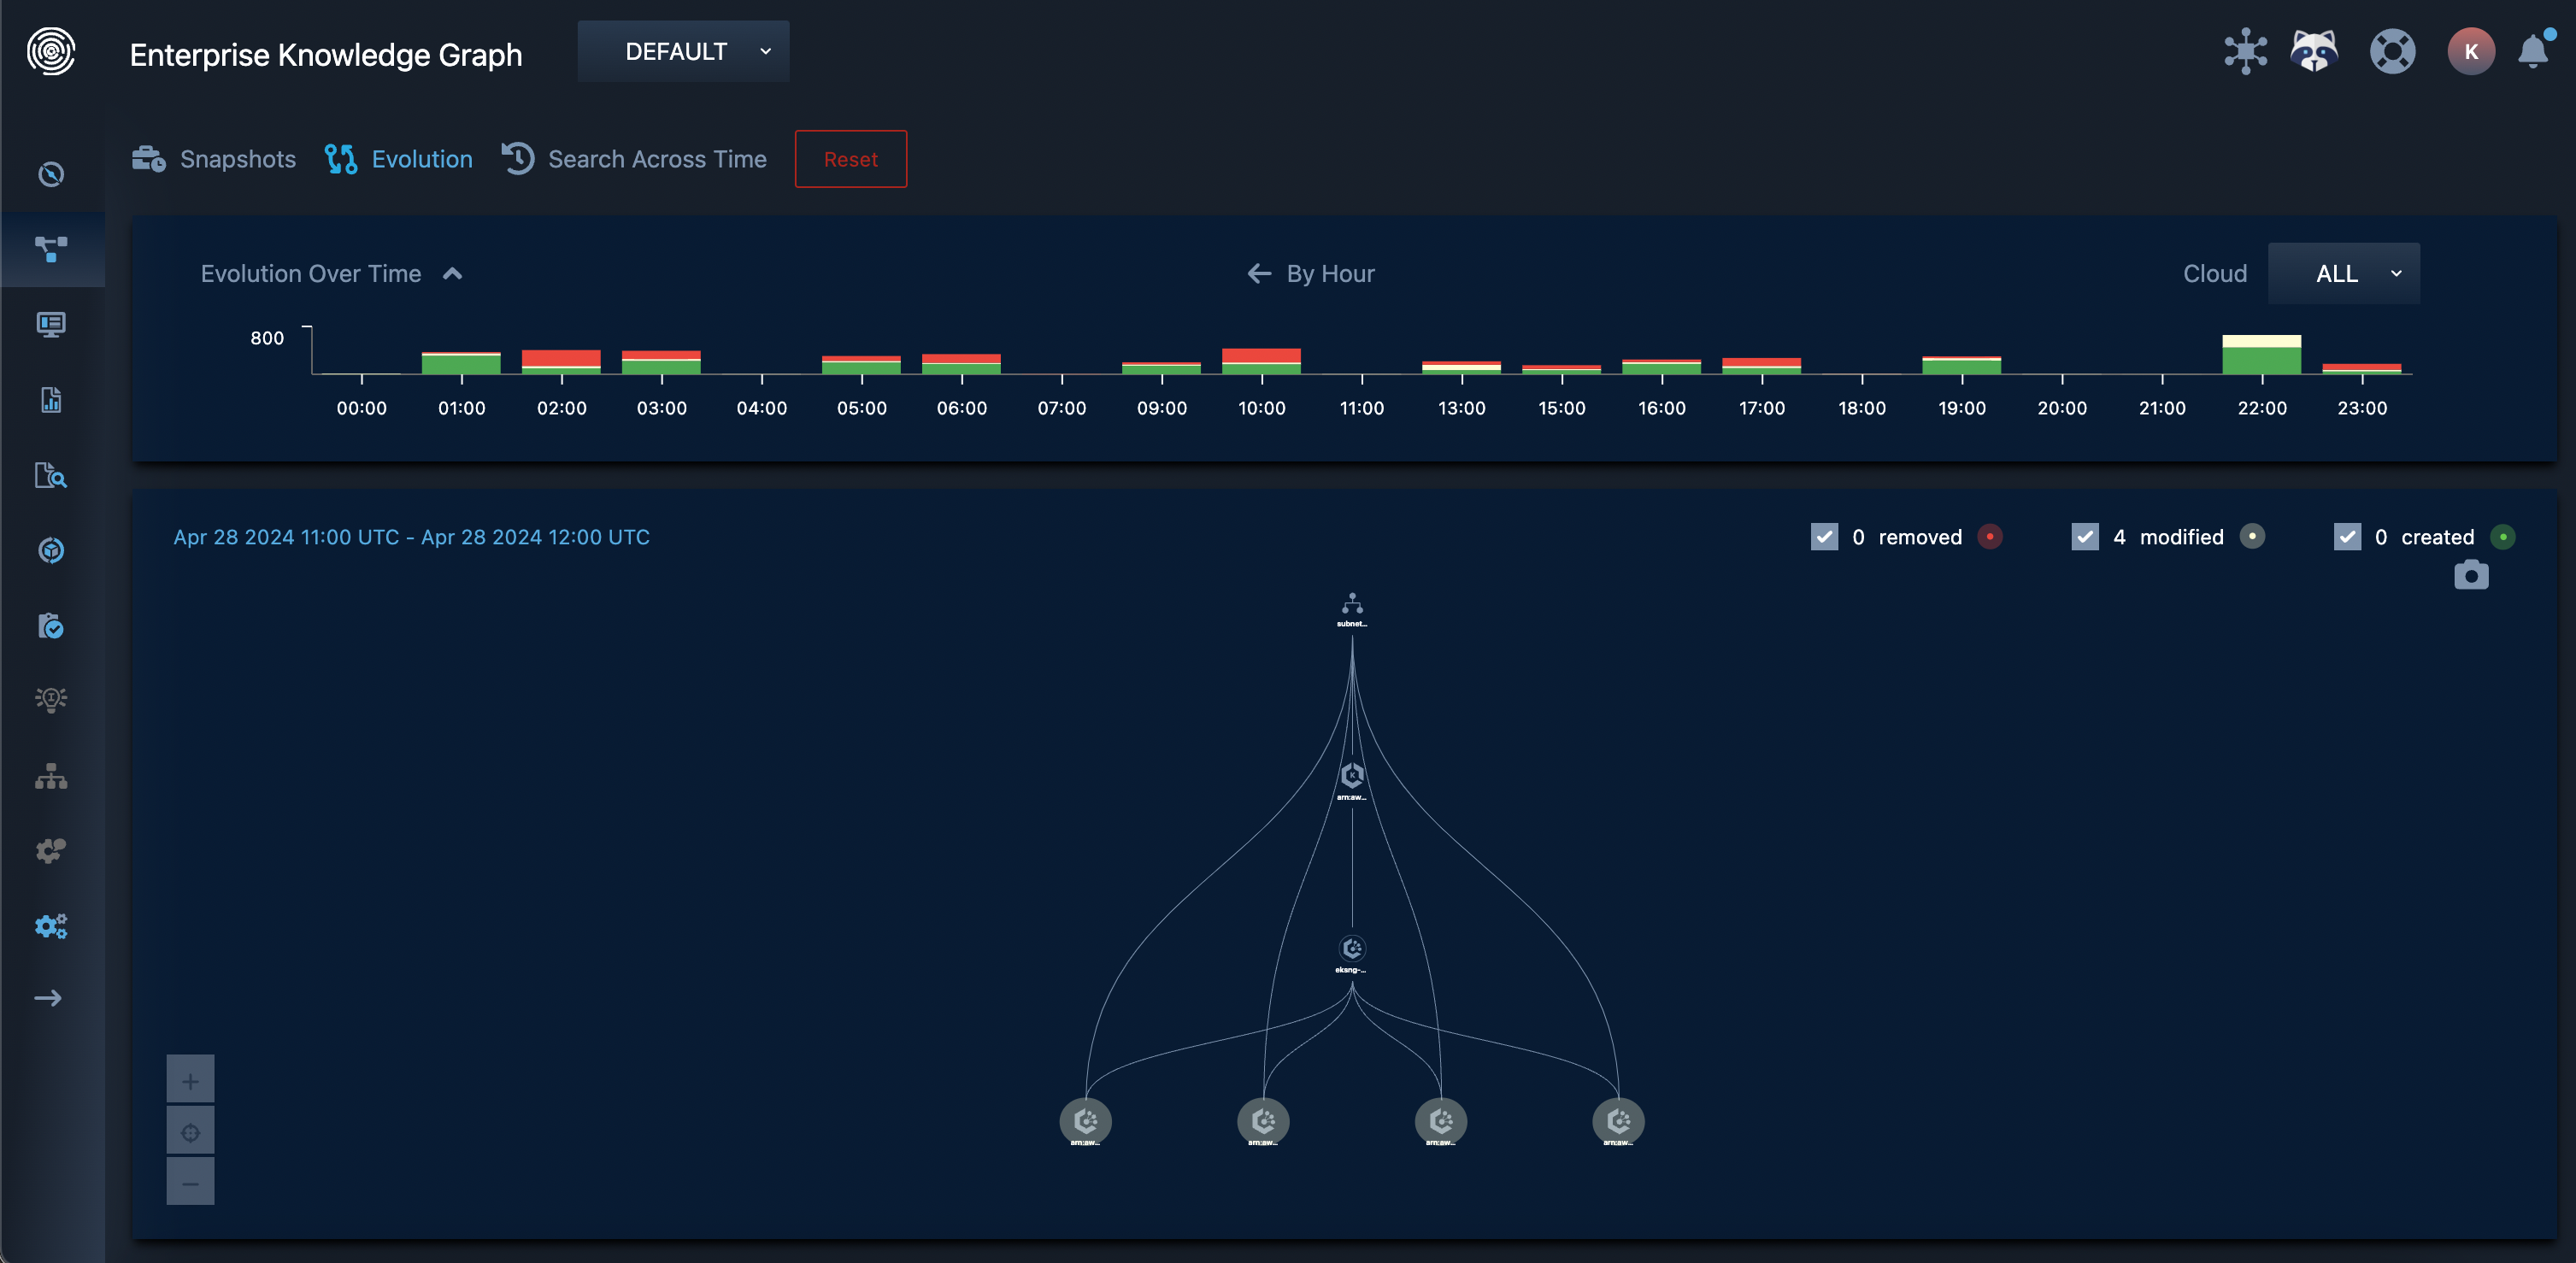 Enterprise Knowledge Graph
DEFAULT
K
Snapshots
Evolution
Search Across Time
Reset
Evolution Over Time
By Hour
Cloud
ALL
800
00:00 01:00 02:00 03:00 04:00 05:00 06:00 07:00 09:00 10:00 11:00 13:00 15:00 16:00 17:00 18:00 19:00 20:00 21:00 22:00 23:00
Apr 28 2024 11:00 UTC - Apr 28 2024 12:00 UTC
0 removed
4 modified
0 created
subnet...
K
arn:aw...
eksng-...
arn:aw... arn:aw... arn:aw... arn:aw...